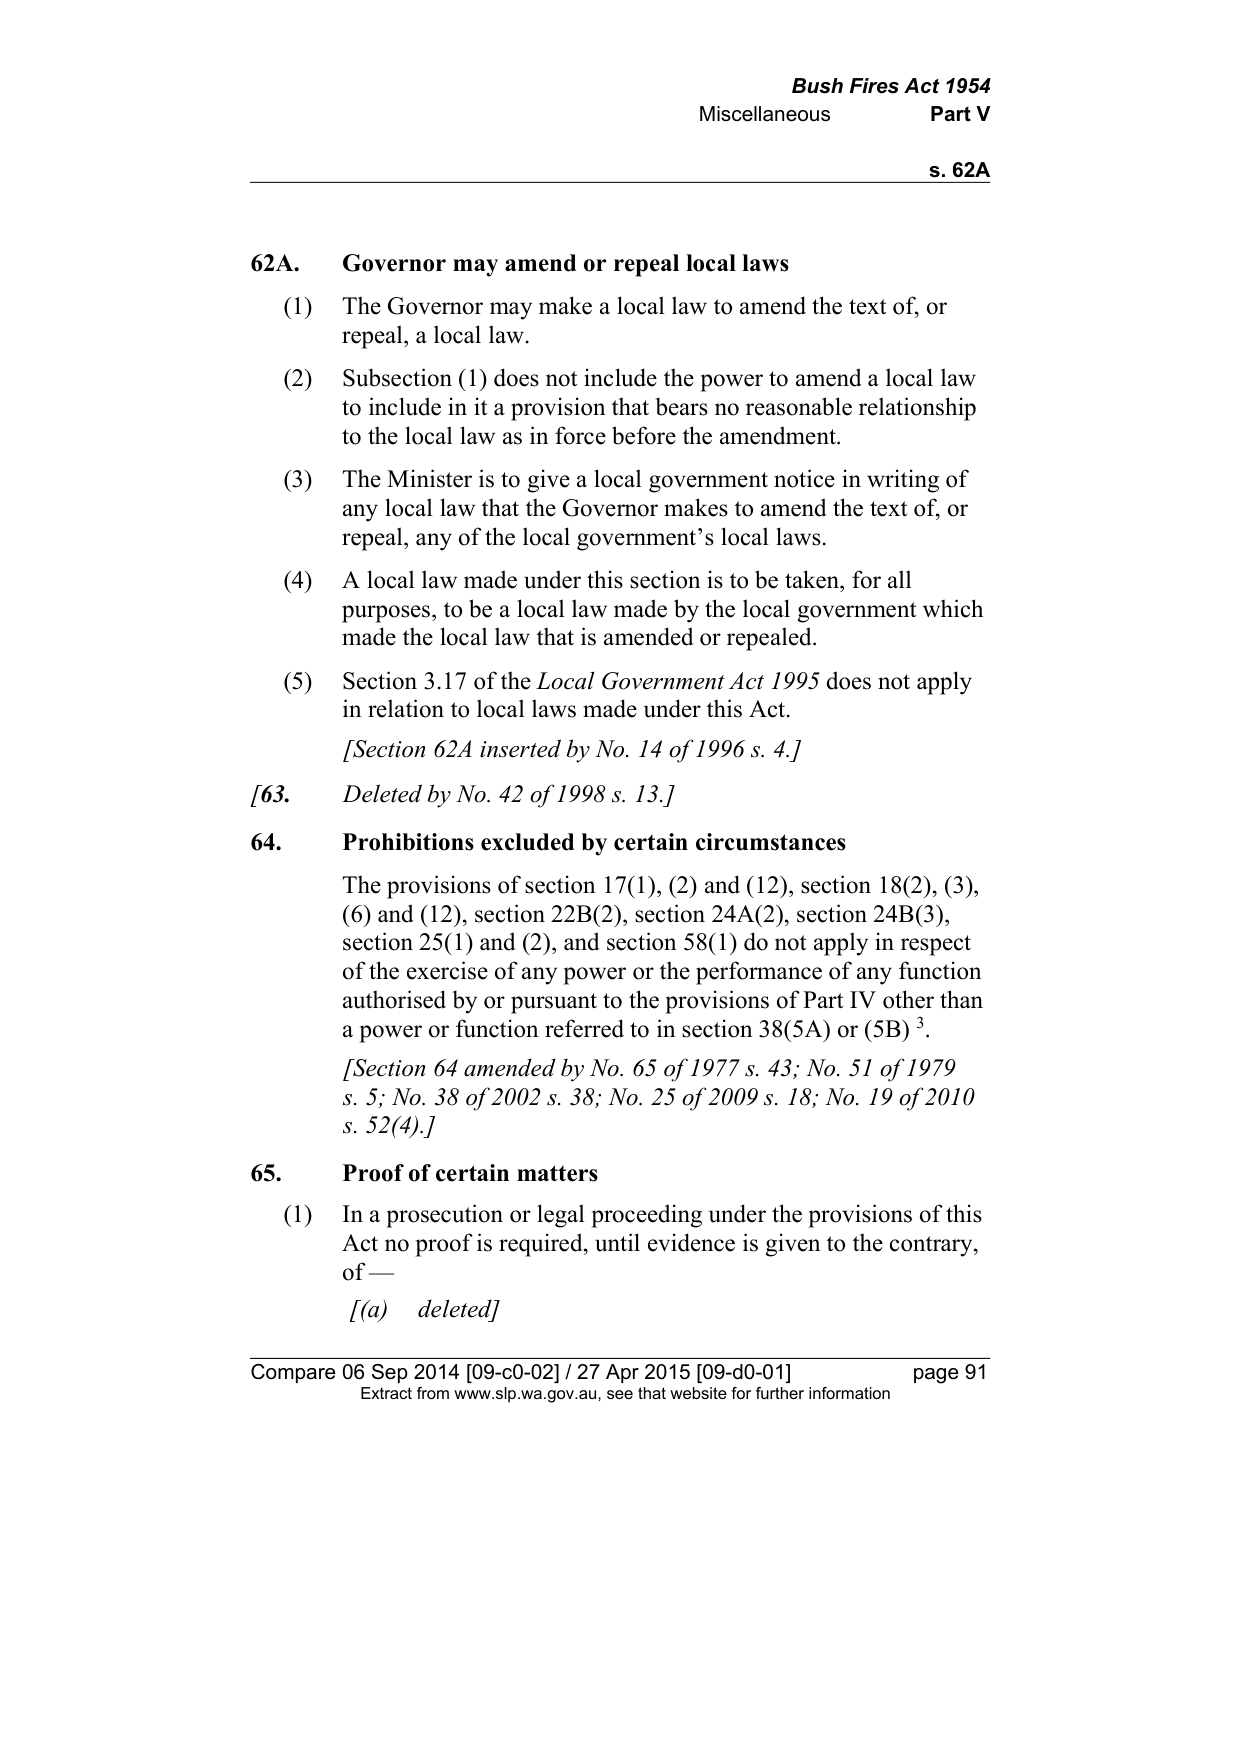 Bush Fires Act 1954
Miscellaneous Part V
s. 62A
62A. Governor may amend or repeal local laws
(1) The Governor may make a local law to amend the text of, or
repeal, a local law.
(2) Subsection (1) does not include the power to amend a local law
to include in it a provision that bears no reasonable relationship
to the local law as in force before the amendment.
(3) The Minister is to give a local government notice in writing of
any local law that the Governor makes to amend the text of, or
repeal, any of the local government’s local laws.
(4) A local law made under this section is to be taken, for all
purposes, to be a local law made by the local government which
made the local law that is amended or repealed.
(5) Section 3.17 of the Local Government Act 1995 does not apply
in relation to local laws made under this Act.
[Section 62A inserted by No. 14 of 1996 s. 4.]
[63. Deleted by No. 42 of 1998 s. 13.]
64. Prohibitions excluded by certain circumstances
The provisions of section 17(1), (2) and (12), section 18(2), (3),
(6) and (12), section 22B(2), section 24A(2), section 24B(3),
section 25(1) and (2), and section 58(1) do not apply in respect
of the exercise of any power or the performance of any function
authorised by or pursuant to the provisions of Part IV other than
a power or function referred to in section 38(5A) or (5B) 3.
[Section 64 amended by No. 65 of 1977 s. 43; No. 51 of 1979
s. 5; No. 38 of 2002 s. 38; No. 25 of 2009 s. 18; No. 19 of 2010
s. 52(4).]
65. Proof of certain matters
(1) In a prosecution or legal proceeding under the provisions of this
Act no proof is required, until evidence is given to the contrary,
of —
[(a) deleted]
Compare 06 Sep 2014 [09-c0-02] / 27 Apr 2015 [09-d0-01] page 91
Extract from www.slp.wa.gov.au, see that website for further information